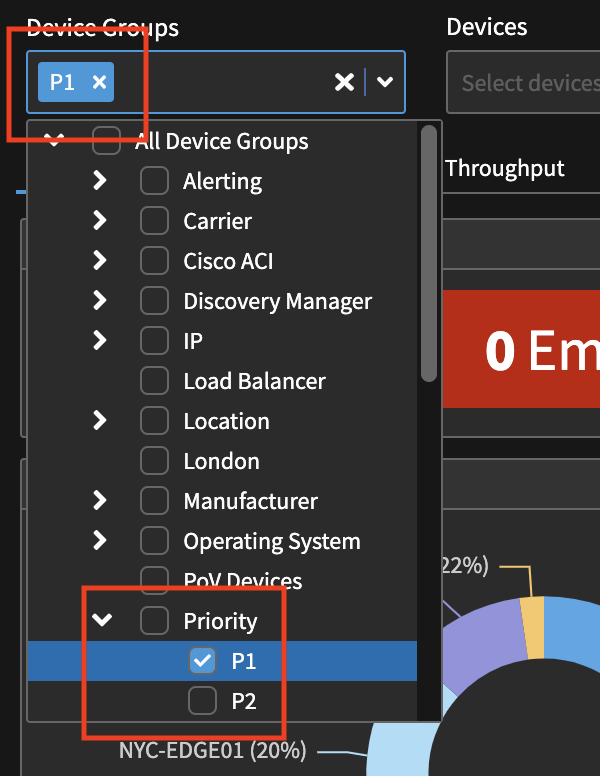 Device Groups
Devices
P1
Select devices
All Device Groups
Alerting
Throughput
Carrier
Cisco ACI
Discovery Manager
IP
0 Em
Load Balancer
Location
London
Manufacturer
Operating System
22%)
PoV Devices
Priority
P1
P2
NYC-EDGE01 (20%)